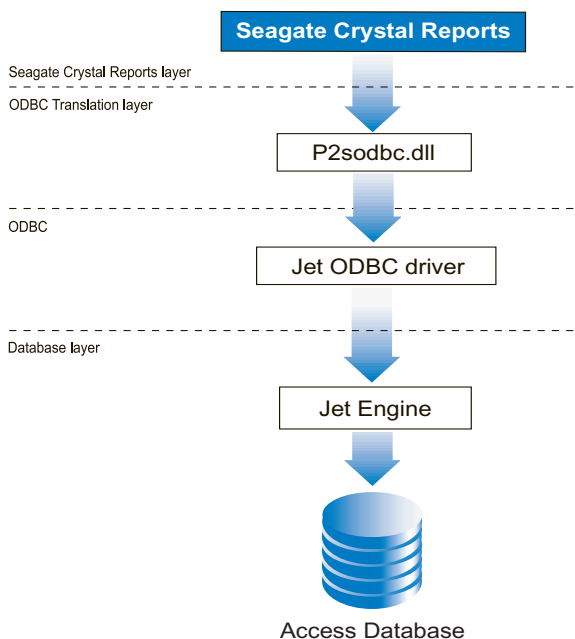 Seagate Crystal Reports
Seagate Crystal Reports layer
ODBC Translation layer
P2sodbc.dll
ODBC
Jet ODBC driver
Database layer
Jet Engine
Access Database